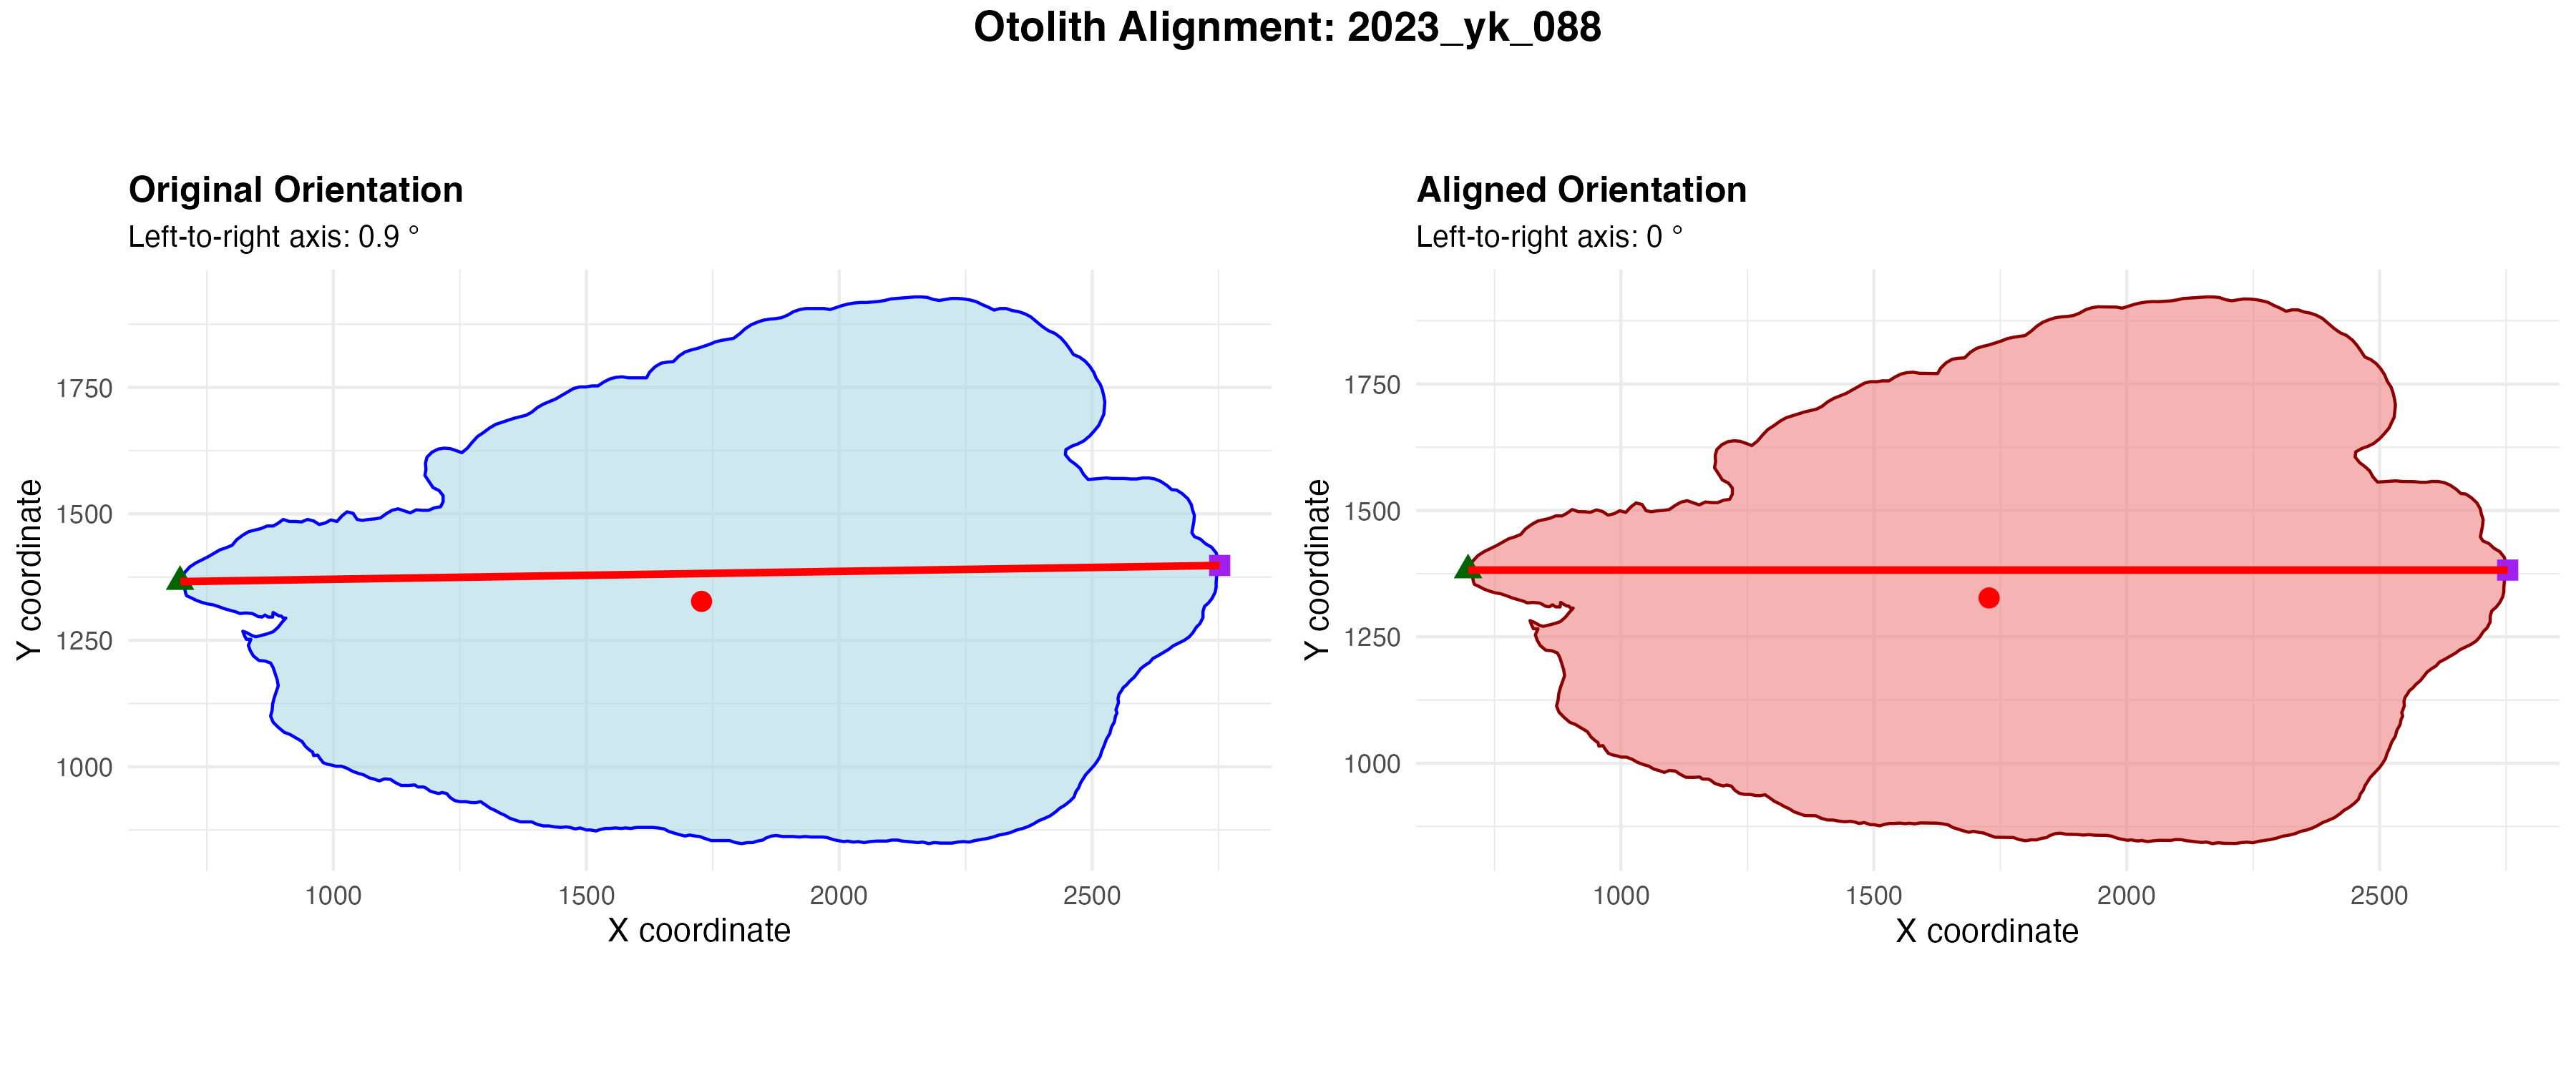 Otolith Alignment: 2023_yk_088
Original Orientation
Left-to-right axis: 0.9 °
Y coordinate
1750
1500
1250
1000
1000 1500 2000 2500
X coordinate
Aligned Orientation
Left-to-right axis: 0 °
Y coordinate
1750
1500
1250
1000
1000 1500 2000 2500
X coordinate